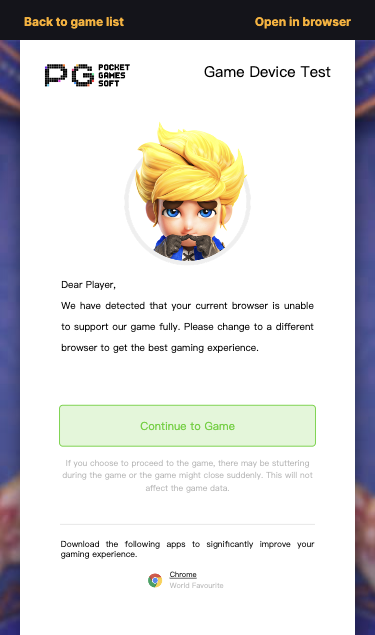 Back to game list
Open in browser
PG POCKET GAMES SOFT
Game Device Test
Dear Player,
We have detected that your current browser is unable
to support our game fully. Please change to a different
browser to get the best gaming experience.
Continue to Game
If you choose to proceed to the game, there may be stuttering
during the game or the game might close suddenly. This will not
affect the game data.
Download the following apps to significantly improve your
gaming experience.
Chrome
World Favourite